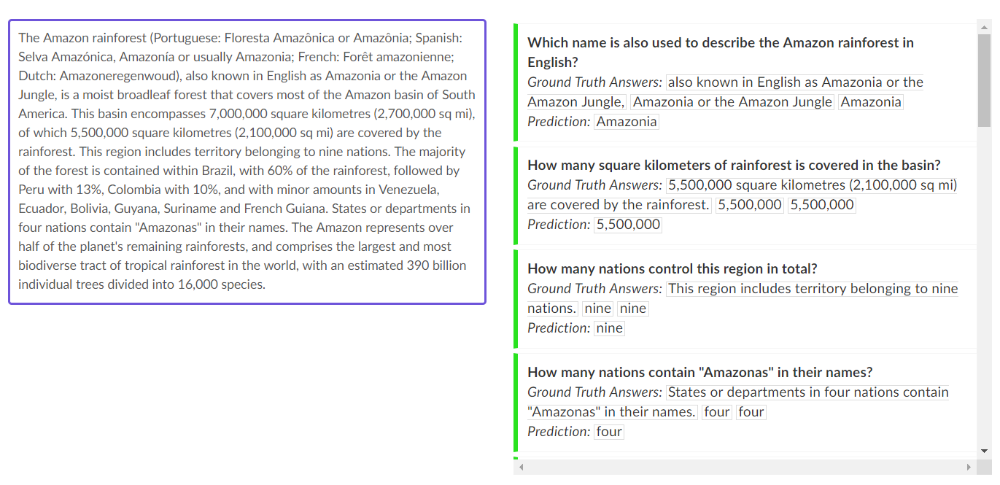 The Amazon rainforest (Portuguese: Floresta Amazônica or Amazônia; Spanish:
Selva Amazónica, Amazonía or usually Amazonia; French: Forêt amazonienne;
Dutch: Amazoneregenwoud), also known in English as Amazonia or the Amazon
Jungle, is a moist broadleaf forest that covers most of the Amazon basin of South
America. This basin encompasses 7,000,000 square kilometres (2,700,000 sq mi),
of which 5,500,000 square kilometres (2,100,000 sq mi) are covered by the
rainforest. This region includes territory belonging to nine nations. The majority
of the forest is contained within Brazil, with 60% of the rainforest, followed by
Peru with 13%, Colombia with 10%, and with minor amounts in Venezuela,
Ecuador, Bolivia, Guyana, Suriname and French Guiana. States or departments in
four nations contain "Amazonas" in their names. The Amazon represents over
half of the planet's remaining rainforests, and comprises the largest and most
biodiverse tract of tropical rainforest in the world, with an estimated 390 billion
individual trees divided into 16,000 species.
Which name is also used to describe the Amazon rainforest in
English?
Ground Truth Answers: also known in English as Amazonia or the
Amazon Jungle, Amazonia or the Amazon Jungle Amazonia
Prediction: Amazonia
How many square kilometers of rainforest is covered in the basin?
Ground Truth Answers: 5,500,000 square kilometres (2,100,000 sq mi)
are covered by the rainforest. 5,500,000 5,500,000
Prediction: 5,500,000
How many nations control this region in total?
Ground Truth Answers: This region includes territory belonging to nine
nations. nine nine
Prediction: nine
How many nations contain "Amazonas" in their names?
Ground Truth Answers: States or departments in four nations contain
"Amazonas" in their names. four four
Prediction: four